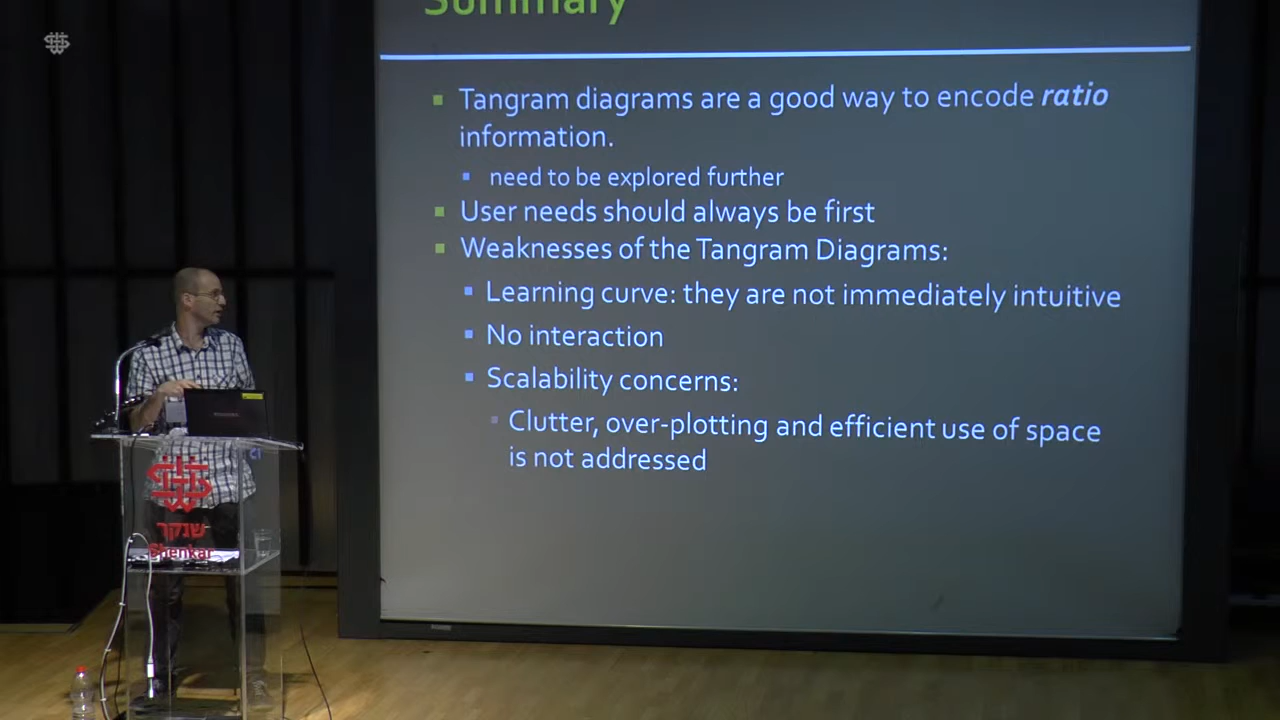 Summary
Tangram diagrams are a good way to encode ratio
information.
need to be explored further
User needs should always be first
Weaknesses of the Tangram Diagrams:
Learning curve: they are not immediately intuitive
No interaction
Scalability concerns:
Clutter, over-plotting and efficient use of space
is not addressed
שנקר
Shenkar